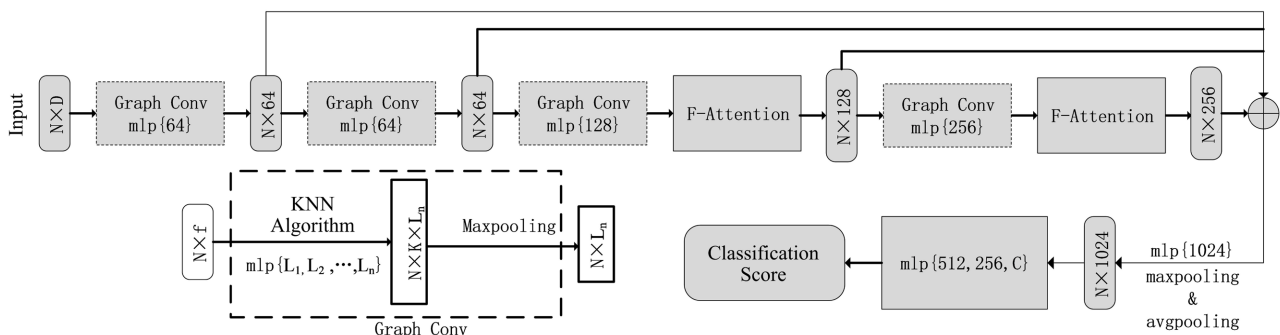 Input
N×D
Graph Conv
mlp{64}
N×64
Graph Conv
mlp{64}
N×64
Graph Conv
mlp{128}
F-Attention
N×128
Graph Conv
mlp{256}
F-Attention
N×256
N×f
KNN
Algorithm
mlp{L₁,L₂,⋯,Lₙ}
N×K×Lₙ
Maxpooling
N×Lₙ
Graph Conv
Classification
Score
mlp{512,256,C}
N×1024
mlp{1024}
maxpooling
&
avgpooling